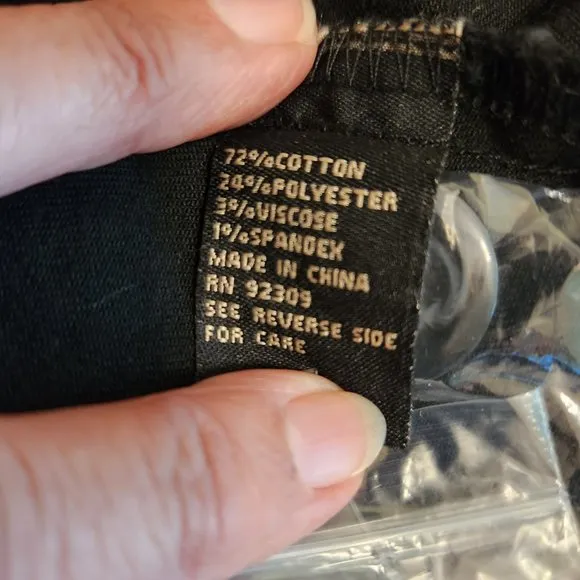 72%COTTON
24%POLYESTER
3%VISCOSE
1%SPANDEX
MADE IN CHINA
RN 92309
SEE REVERSE SIDE
FOR CARE